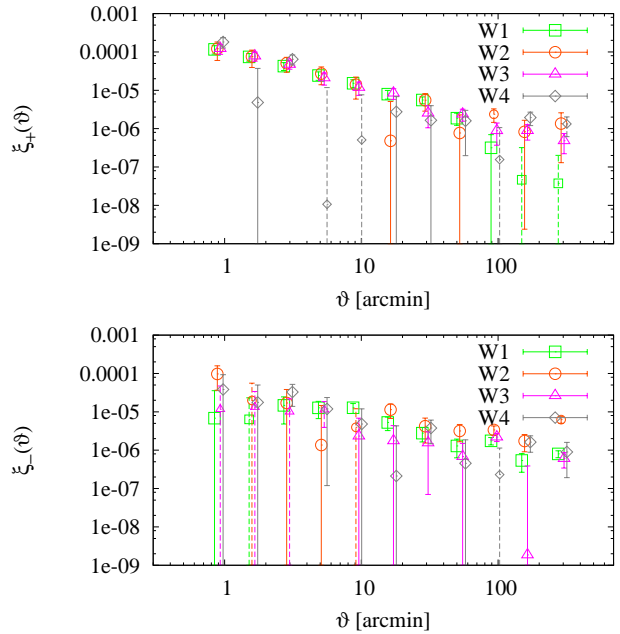 0.001
0.0001
1e-05
1e-06
1e-07
1e-08
1e-09
ξ₊(ϑ)
W1
W2
W3
W4
1 10 100
ϑ [arcmin]
0.001
0.0001
1e-05
1e-06
1e-07
1e-08
1e-09
ξ₋(ϑ)
W1
W2
W3
W4
1 10 100
ϑ [arcmin]